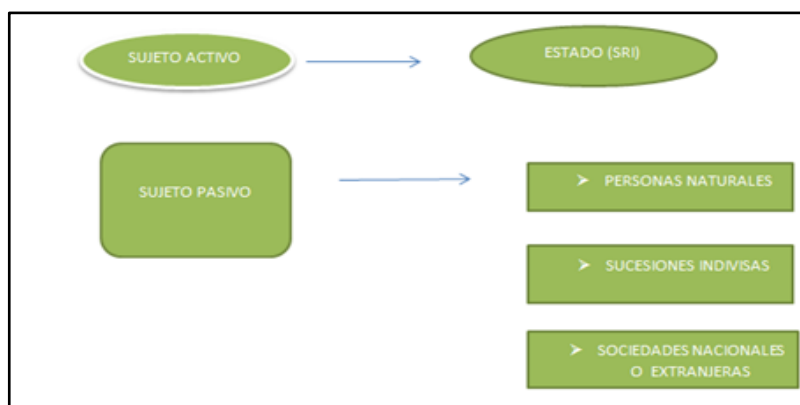 SUJETO ACTIVO
ESTADO (SRI)
SUJETO PASIVO
➤ PERSONAS NATURALES
➤ SUCESIONES INDIVISAS
➤ SOCIEDADES NACIONALES
O EXTRANJERAS